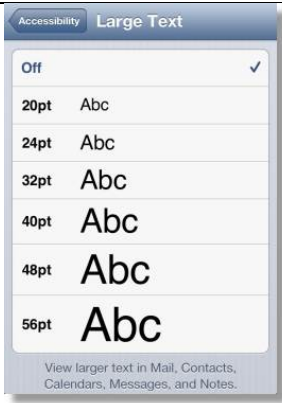 Accessibility Large Text
Off
20pt Abc
24pt Abc
32pt Abc
40pt Abc
48pt Abc
56pt Abc
View larger text in Mail, Contacts,
Calendars, Messages, and Notes.